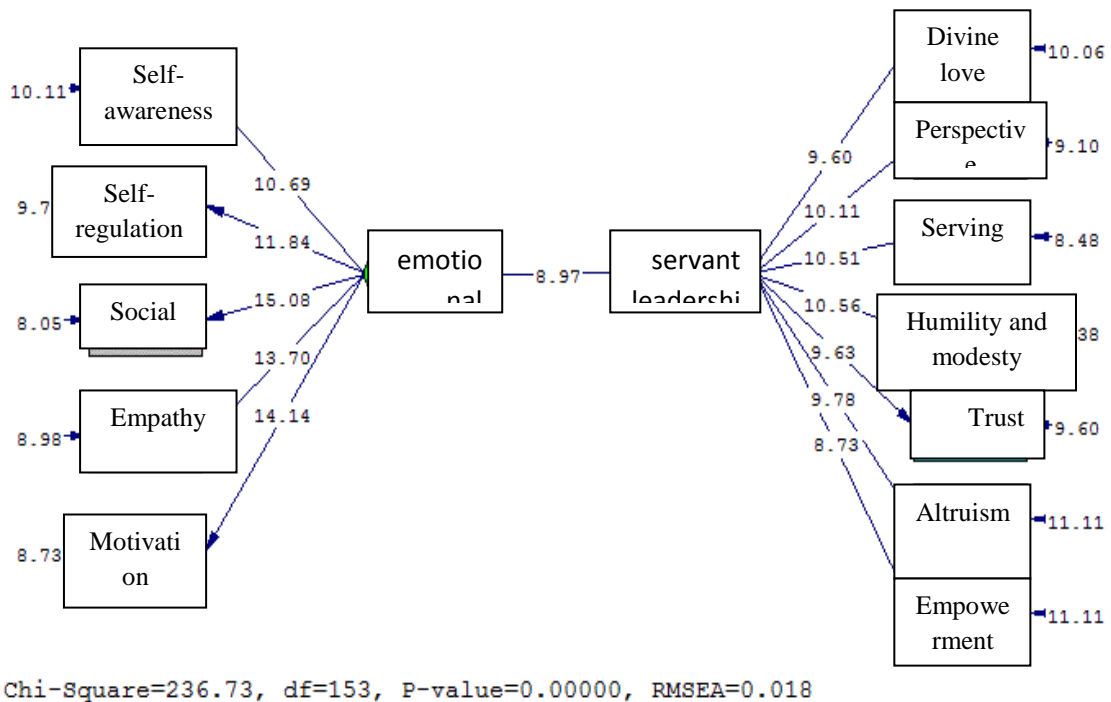 Self-
awareness
10.11
10.69
Self-
regulation
9.7
11.84
Social
8.05
15.08
Empathy
8.98
13.70
Motivati
on
8.73
14.14
emotio
nal
8.97
servant
leadershi
Divine
love
10.06
9.60
Perspectiv
e
9.10
10.11
Serving
8.48
10.51
Humility and
modesty
38
10.56
Trust
9.60
9.63
Altruism
11.11
9.78
Empowe
rment
11.11
8.73
Chi-Square=236.73, df=153, P-value=0.00000, RMSEA=0.018